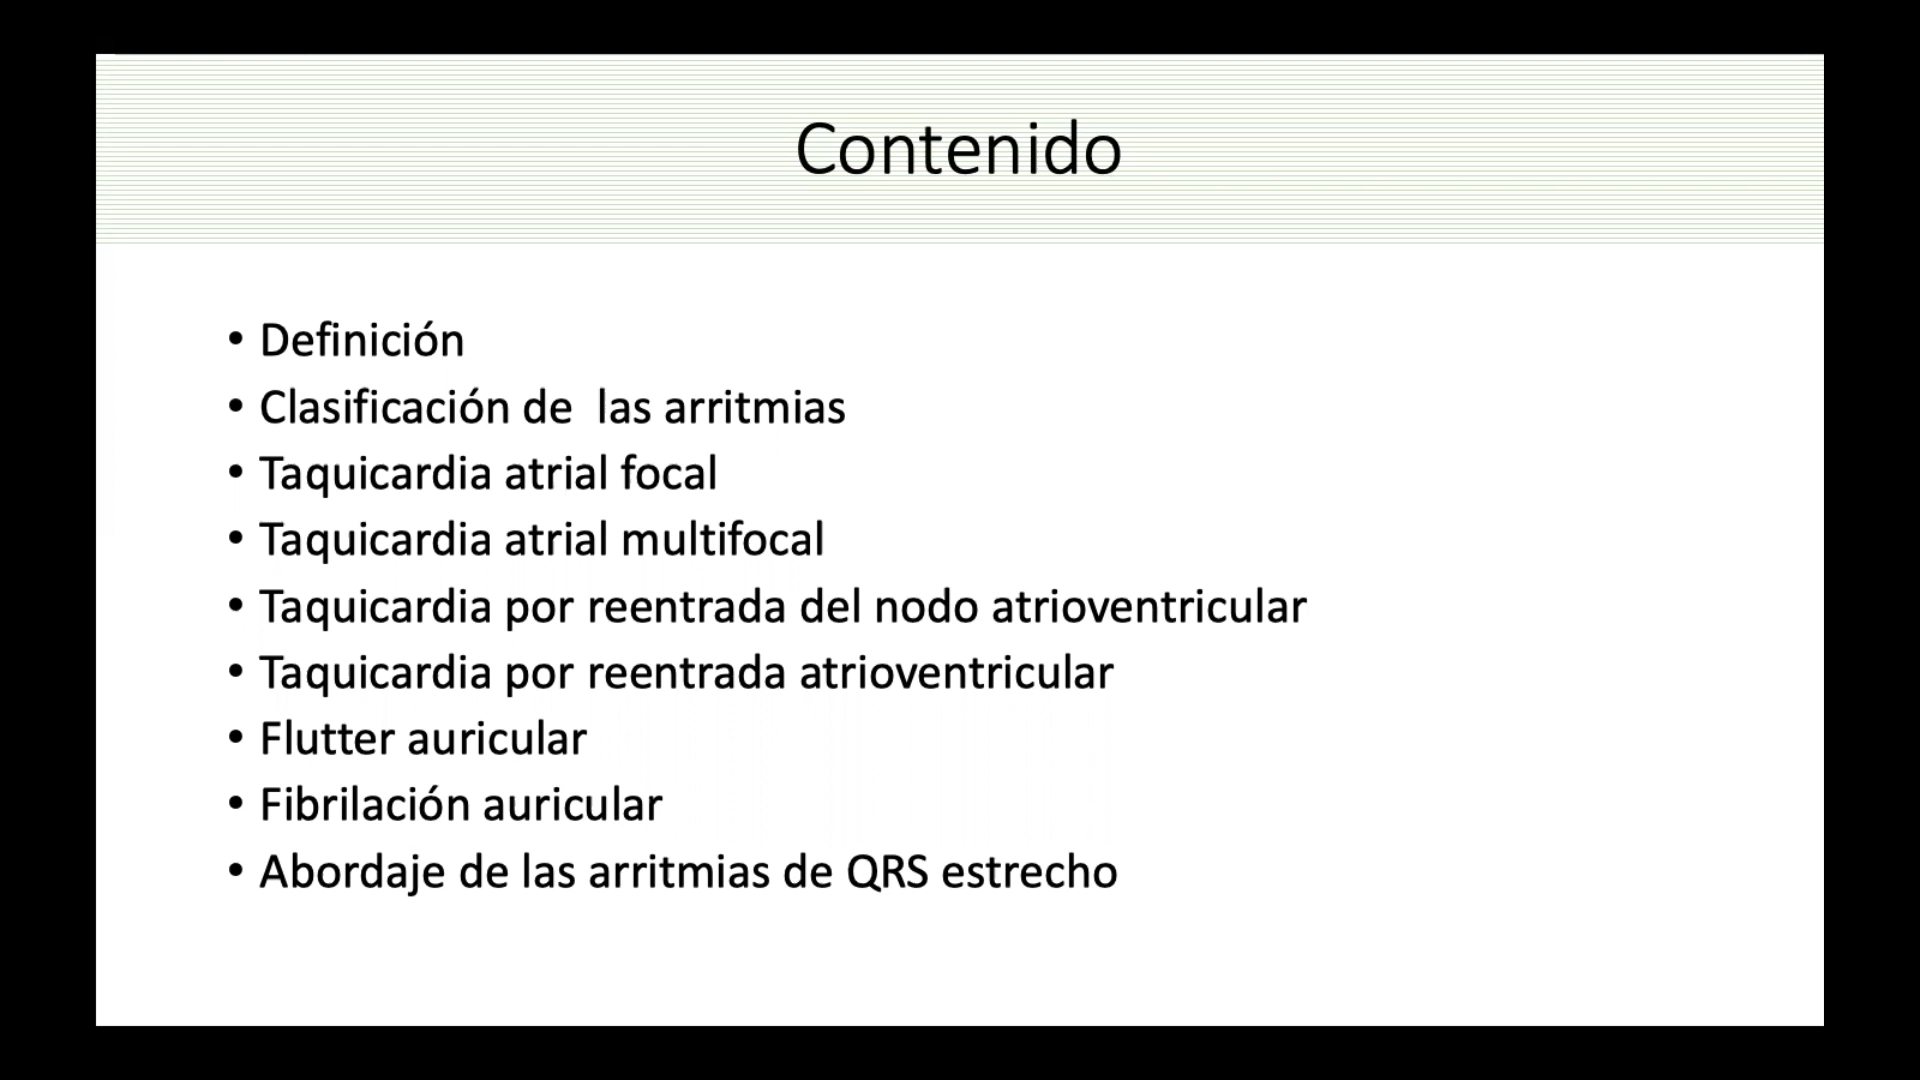 Contenido
• Definición
• Clasificación de  las arritmias
• Taquicardia atrial focal
• Taquicardia atrial multifocal
• Taquicardia por reentrada del nodo atrioventricular
• Taquicardia por reentrada atrioventricular
• Flutter auricular
• Fibrilación auricular
• Abordaje de las arritmias de QRS estrecho